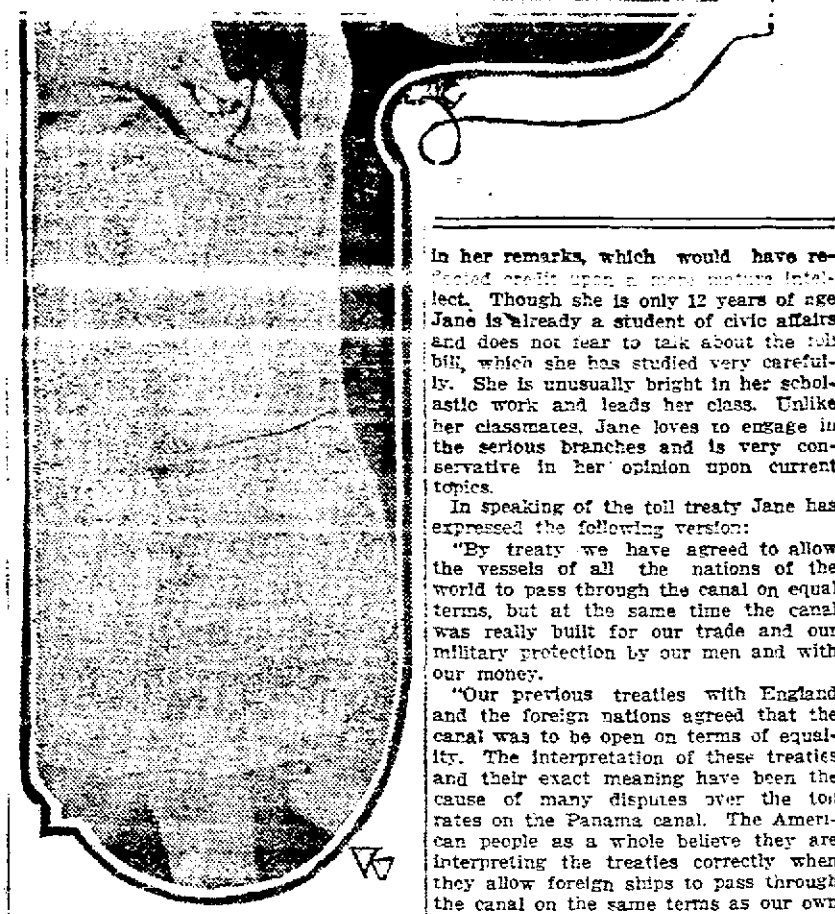 in her remarks, which would have re-
flected credit upon a more mature intel-
lect. Though she is only 12 years of age
Jane is already a student of civic affairs
and does not fear to talk about the toll
bill, which she has studied very careful-
ly. She is unusually bright in her schol-
astic work and leads her class. Unlike
her classmates, Jane loves to engage in
the serious branches and is very con-
servative in her opinion upon current
topics.
In speaking of the toll treaty Jane has
expressed the following version:
"By treaty we have agreed to allow
the vessels of all the nations of the
world to pass through the canal on equal
terms, but at the same time the canal
was really built for our trade and our
military protection by our men and with
our money.
"Our previous treaties with England
and the foreign nations agreed that the
canal was to be open on terms of equal-
ity. The interpretation of these treaties
and their exact meaning have been the
cause of many disputes over the toll
rates on the Panama canal. The Ameri-
can people as a whole believe they are
interpreting the treaties correctly when
they allow foreign ships to pass through
the canal on the same terms as our own